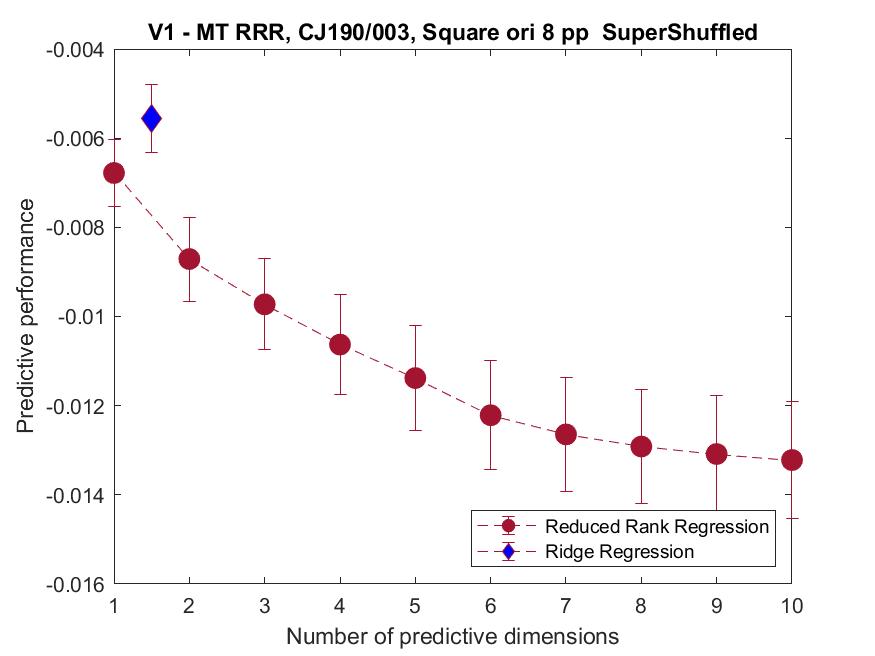 V1 - MT RRR, CJ190/003, Square ori 8 pp  SuperShuffled
-0.004
-0.006
-0.008
-0.01
-0.012
-0.014
-0.016
Predictive performance
1 2 3 4 5 6 7 8 9 10
Number of predictive dimensions
Reduced Rank Regression
Ridge Regression